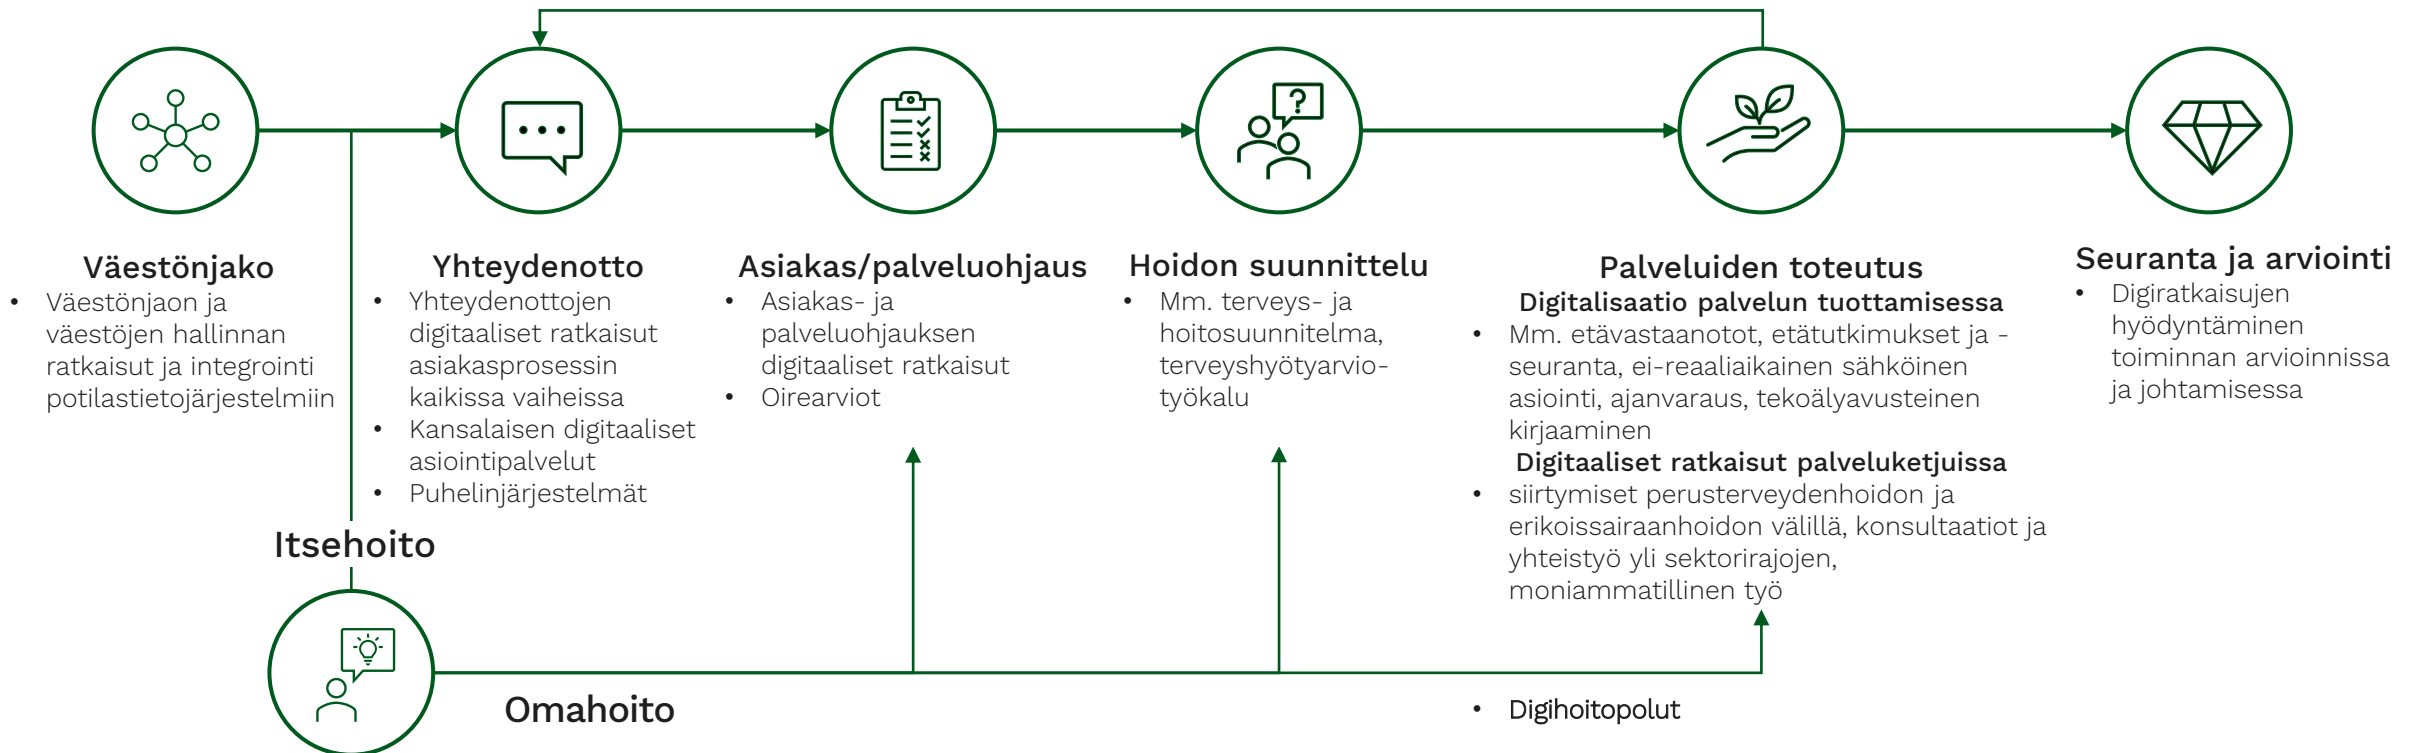 Väestönjako
• Väestönjaon ja
väestöjen hallinnan
ratkaisut ja integrointi
potilastietojärjestelmiin
Yhteydenotto
• Yhteydenottojen
digitaaliset ratkaisut
asiakasprosessin
kaikissa vaiheissa
• Kansalaisen digitaaliset
asiointipalvelut
• Puhelinjärjestelmät
Asiakas/palveluohjaus
• Asiakas- ja
palveluohjauksen
digitaaliset ratkaisut
• Oirearviot
Hoidon suunnittelu
• Mm. terveys- ja
hoitosuunnitelma,
terveyshyötyarvio-
työkalu
Palveluiden toteutus
Digitalisaatio palvelun tuottamisessa
• Mm. etävastaanotot, etätutkimukset ja -
seuranta, ei-reaaliaikainen sähköinen
asiointi, ajanvaraus, tekoälyavusteinen
kirjaaminen
Digitaaliset ratkaisut palveluketjuissa
• siirtymiset perusterveydenhoidon ja
erikoissairaanhoidon välillä, konsultaatiot ja
yhteistyö yli sektorirajojen,
moniammatillinen työ
Seuranta ja arviointi
• Digiratkaisujen
hyödyntäminen
toiminnan arvioinnissa
ja johtamisessa
Itsehoito
Omahoito
• Digihoitopolut